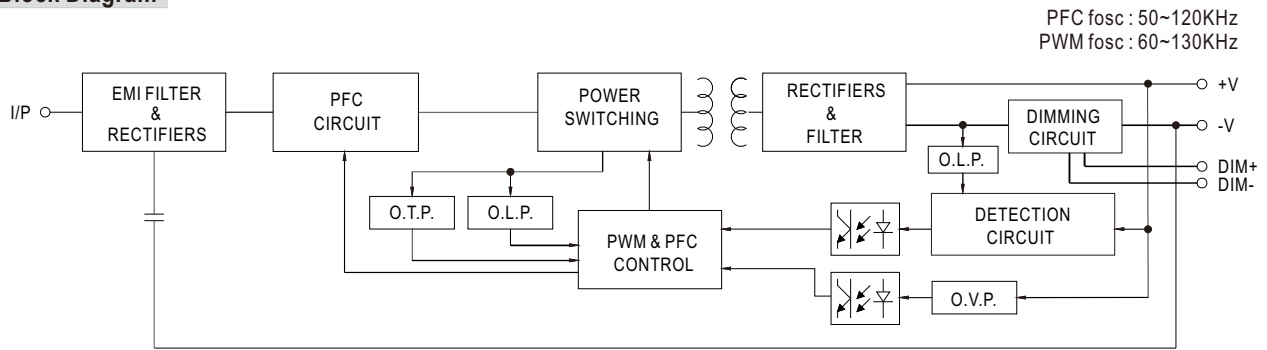 Block Diagram
PFC fosc : 50~120KHz
PWM fosc : 60~130KHz
I/P
EMI FILTER
&
RECTIFIERS
PFC
CIRCUIT
POWER
SWITCHING
RECTIFIERS
&
FILTER
DIMMING
CIRCUIT
+V
-V
DIM+
DIM-
O.L.P.
O.T.P.
O.L.P.
PWM & PFC
CONTROL
DETECTION
CIRCUIT
O.V.P.